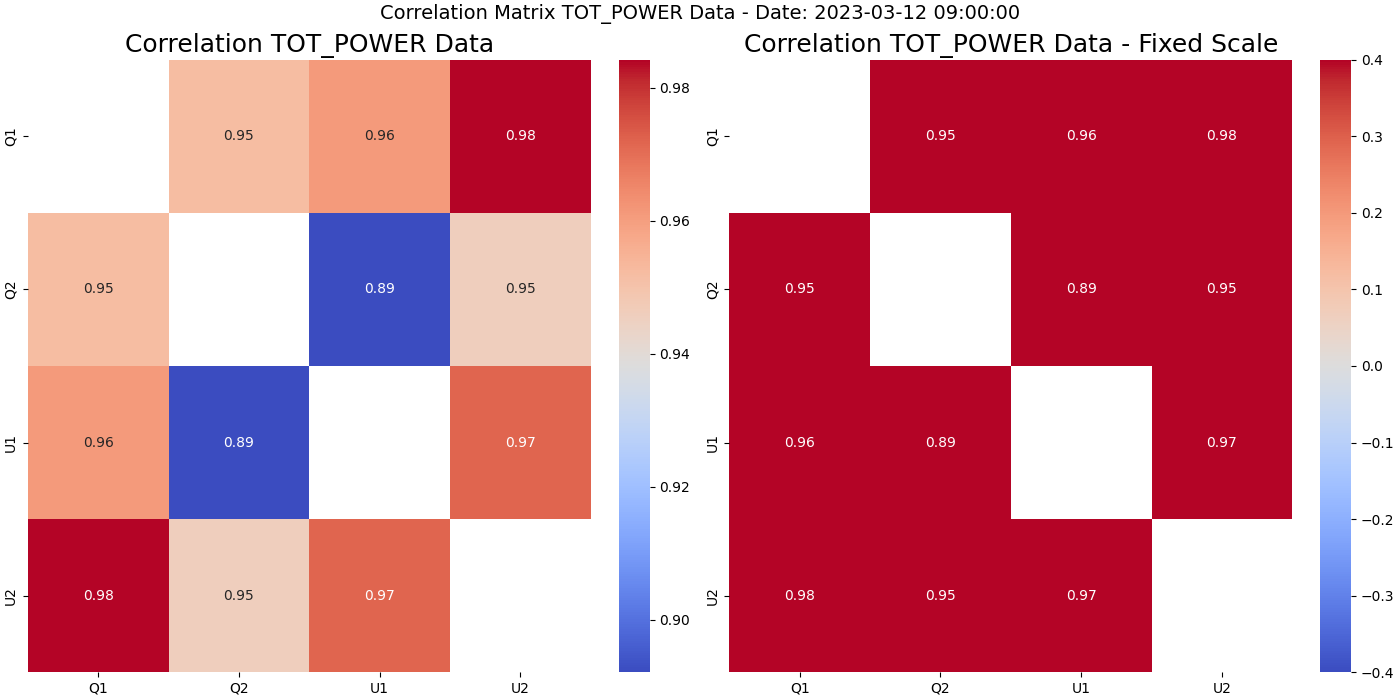 Correlation Matrix TOT_POWER Data - Date: 2023-03-12 09:00:00
Correlation TOT_POWER Data
Q1
0.95 0.96 0.98
Q2
0.95 0.89 0.95
U1
0.96 0.89 0.97
U2
0.98 0.95 0.97
Q1 Q2 U1 U2
0.98
0.96
0.94
0.92
0.90
Correlation TOT_POWER Data - Fixed Scale
Q1
0.95 0.96 0.98
Q2
0.95 0.89 0.95
U1
0.96 0.89 0.97
U2
0.98 0.95 0.97
Q1 Q2 U1 U2
0.4
0.3
0.2
0.1
0.0
−0.1
−0.2
−0.3
−0.4